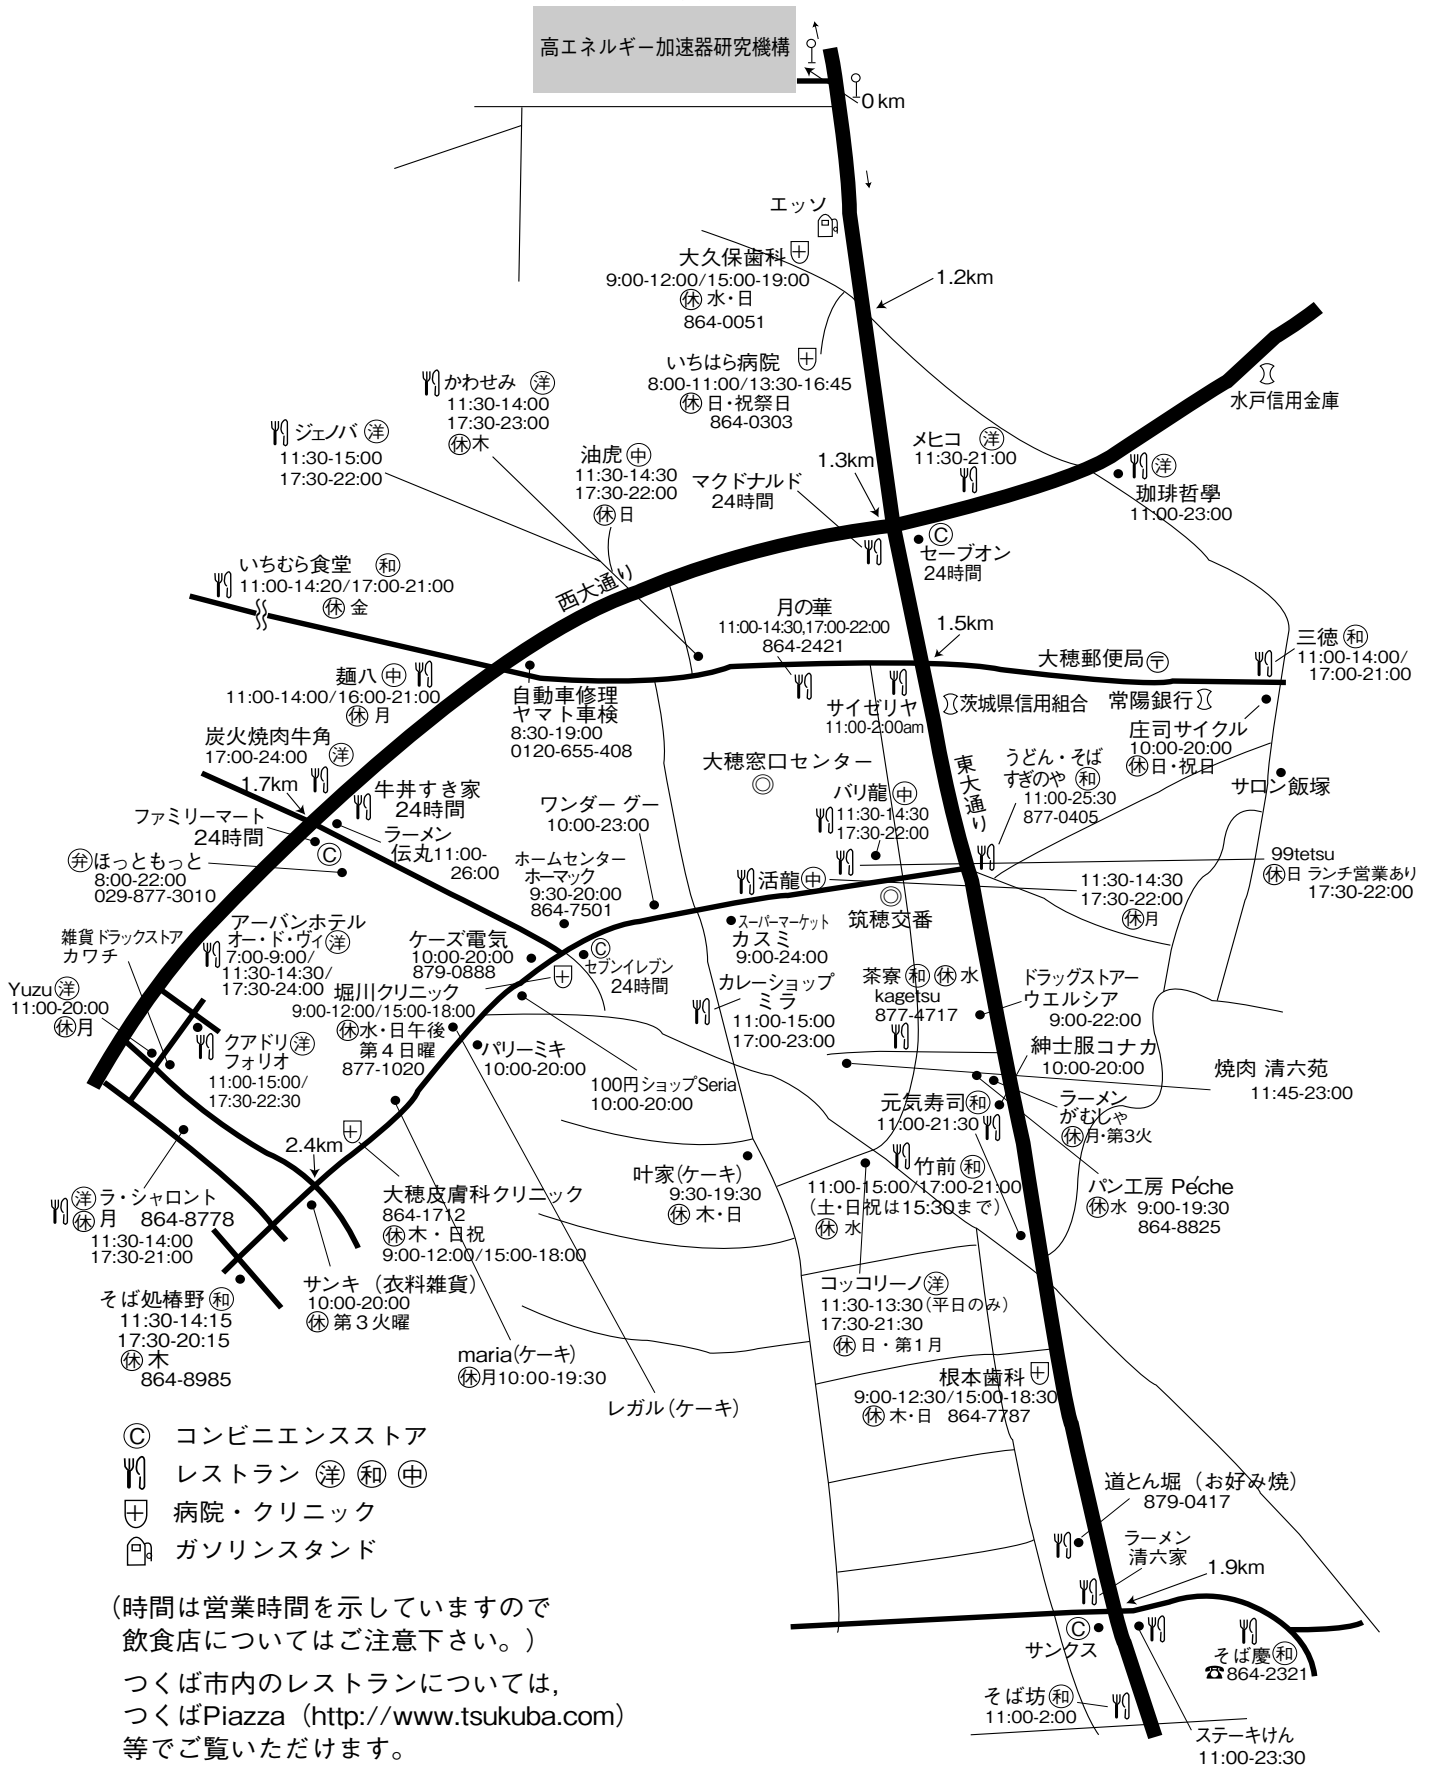 高エネルギー加速器研究機構
0km
エッソ
大久保歯科
9:00-12:00/15:00-19:00
休 水・日
864-0051
1.2km
いちはら病院
8:00-11:00/13:30-16:45
休 日・祝祭日
864-0303
水戸信用金庫
かわせみ 洋
11:30-14:00
17:30-23:00
休木
ジェノバ 洋
11:30-15:00
17:30-22:00
油虎 中
11:30-14:30
17:30-22:00
休日
マクドナルド
24時間
1.3km
メヒコ 洋
11:30-21:00
洋
珈琲哲學
11:00-23:00
C
セーブオン
24時間
いちむら食堂 和
11:00-14:20/17:00-21:00
休 金
西大通り
月の華
11:00-14:30,17:00-22:00
864-2421
1.5km
大穂郵便局 〒
三徳 和
11:00-14:00/
17:00-21:00
麺八 中
11:00-14:00/16:00-21:00
休 月
自動車修理
ヤマト車検
8:30-19:00
0120-655-408
サイゼリヤ
11:00-2:00am
茨城県信用組合
常陽銀行
庄司サイクル
10:00-20:00
休日・祝日
サロン飯塚
炭火焼肉牛角 洋
17:00-24:00
1.7km
牛丼すき家
24時間
ファミリーマート
24時間
C
ラーメン
伝丸11:00-
26:00
ワンダー グー
10:00-23:00
大穂窓口センター
◎
バリ龍 中
11:30-14:30
17:30-22:00
東大通り
うどん・そば
すぎのや 和
11:00-25:30
877-0405
弁 ほっともっと
8:00-22:00
029-877-3010
ホームセンター
ホーマック
9:30-20:00
864-7501
活龍 中
11:30-14:30
17:30-22:00
休月
99tetsu
休日 ランチ営業あり
17:30-22:00
◎
筑穂交番
スーパーマーケット
カスミ
9:00-24:00
アーバンホテル
オー・ド・ヴィ 洋
7:00-9:00/
11:30-14:30/
17:30-24:00
雑貨 ドラックストア
カワチ
Yuzu 洋
11:00-20:00
休月
ケーズ電気
10:00-20:00
879-0888
C
セブンイレブン
24時間
堀川クリニック
9:00-12:00/15:00-18:00
休水・日午後
第4日曜
877-1020
カレーショップ
ミラ
11:00-15:00
17:00-23:00
茶寮 和 休 水
kagetsu
877-4717
ドラッグストアー
ウエルシア
9:00-22:00
クアドリ 洋
フォリオ
11:00-15:00/
17:30-22:30
パリーミキ
10:00-20:00
100円ショップSeria
10:00-20:00
紳士服コナカ
10:00-20:00
焼肉 清六苑
11:45-23:00
元気寿司 和
11:00-21:30
ラーメン
がむしゃ
休月・第3火
2.4km
叶家(ケーキ)
9:30-19:30
休 木・日
竹前 和
11:00-15:00/17:00-21:00
(土・日祝は15:30まで)
休 水
パン工房 Péche
休水 9:00-19:30
864-8825
洋 ラ・シャロント
休月 864-8778
11:30-14:00
17:30-21:00
大穂皮膚科クリニック
864-1712
休木・日祝
9:00-12:00/15:00-18:00
そば処椿野 和
11:30-14:15
17:30-20:15
休 木
864-8985
サンキ (衣料雑貨)
10:00-20:00
休 第3火曜
コッコリーノ 洋
11:30-13:30(平日のみ)
17:30-21:30
休 日・第1月
maria(ケーキ)
休月10:00-19:30
レガル(ケーキ)
根本歯科
9:00-12:30/15:00-18:30
休 木・日 864-7787
C コンビニエンスストア
レストラン 洋 和 中
病院・クリニック
ガソリンスタンド
道とん堀 (お好み焼)
879-0417
ラーメン
清六家
1.9km
C
サンクス
そば慶 和
☎864-2321
そば坊 和
11:00-2:00
ステーキけん
11:00-23:30
(時間は営業時間を示していますので
飲食店についてはご注意下さい。)
つくば市内のレストランについては,
つくばPiazza (http://www.tsukuba.com)
等でご覧いただけます。